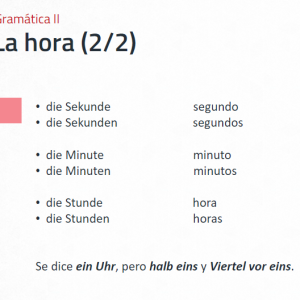 Gramática II
La hora (2/2)
• die Sekunde segundo
• die Sekunden segundos
• die Minute minuto
• die Minuten minutos
• die Stunde hora
• die Stunden horas
Se dice ein Uhr, pero halb eins y Viertel vor eins.